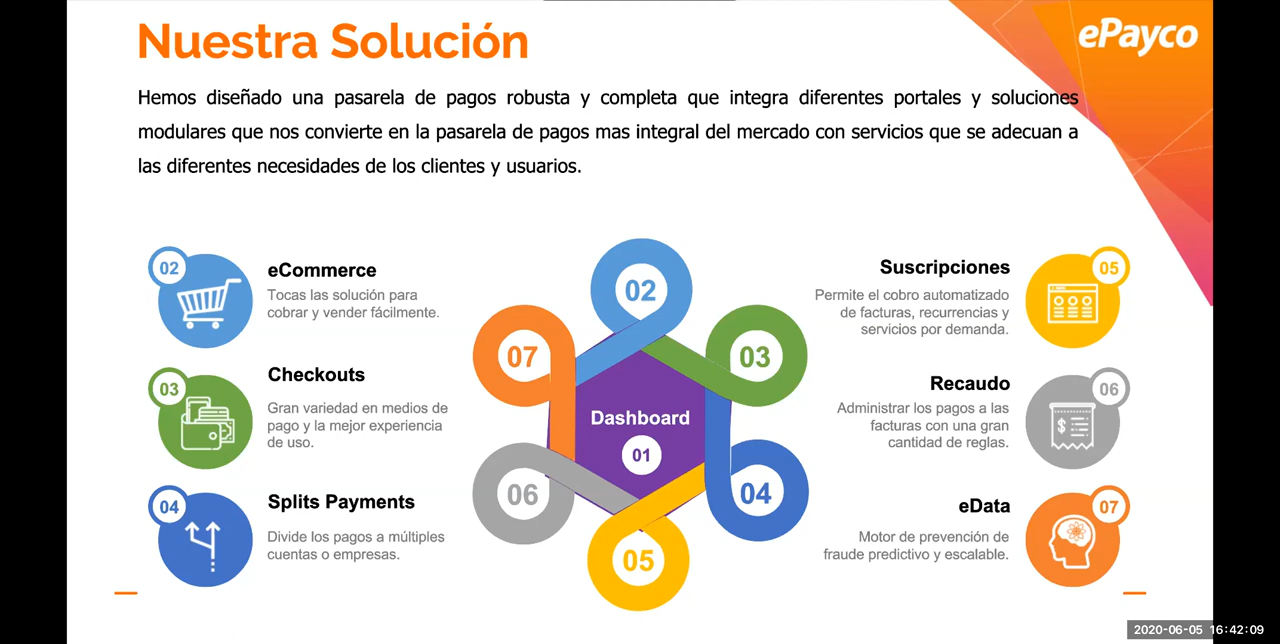 Nuestra Solución
ePayco
Hemos diseñado una pasarela de pagos robusta y completa que integra diferentes portales y soluciones
modulares que nos convierte en la pasarela de pagos mas integral del mercado con servicios que se adecuan a
las diferentes necesidades de los clientes y usuarios.
02
eCommerce
Tocas las solución para
cobrar y vender fácilmente.
03
Checkouts
Gran variedad en medios de
pago y la mejor experiencia
de uso.
04
Splits Payments
Divide los pagos a múltiples
cuentas o empresas.
02
07
03
Dashboard
01
06
04
05
Suscripciones
05
Permite el cobro automatizado
de facturas, recurrencias y
servicios por demanda.
Recaudo
06
Administrar los pagos a las
facturas con una gran
cantidad de reglas.
eData
07
Motor de prevención de
fraude predictivo y escalable.
2020-06-05 16:42:09